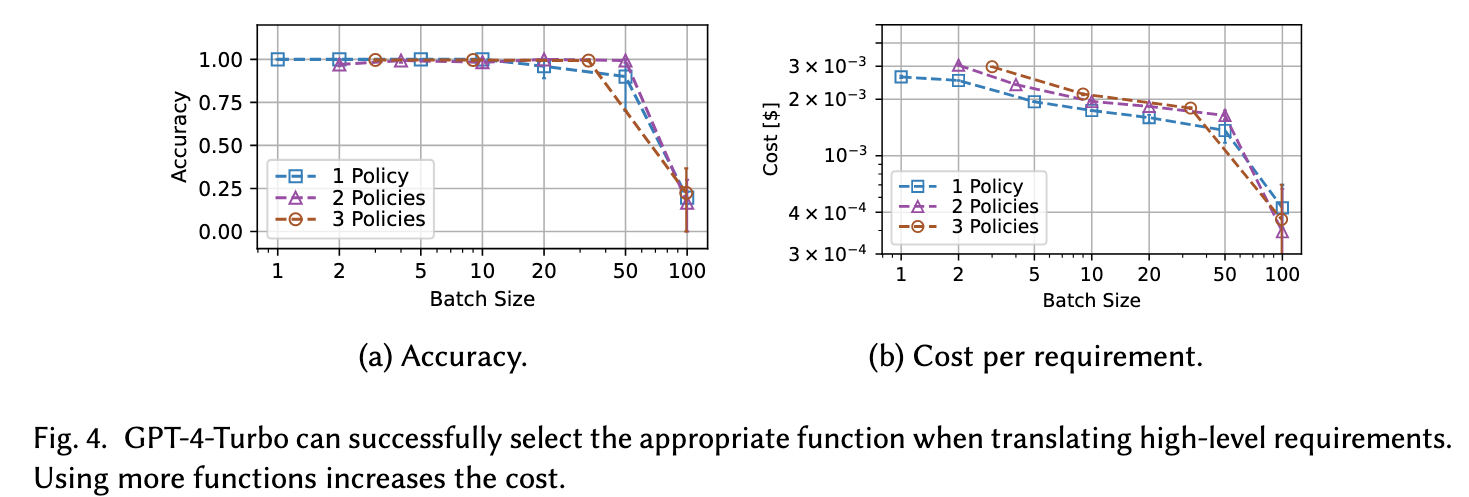 1.00
0.75
0.50
0.25
0.00
Accuracy
1 Policy
2 Policies
3 Policies
1 2 5 10 20 50 100
Batch Size
(a) Accuracy.
3 × 10⁻³
2 × 10⁻³
10⁻³
4 × 10⁻⁴
3 × 10⁻⁴
Cost [$]
1 Policy
2 Policies
3 Policies
1 2 5 10 20 50 100
Batch Size
(b) Cost per requirement.
Fig. 4. GPT-4-Turbo can successfully select the appropriate function when translating high-level requirements.
Using more functions increases the cost.